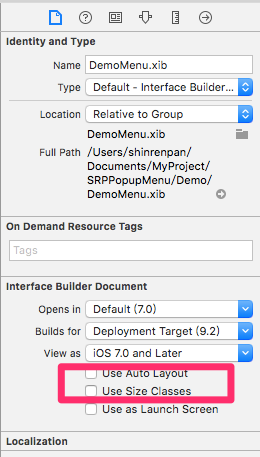 Identity and Type
Name DemoMenu.xib
Type Default - Interface Builder...
Location Relative to Group
DemoMenu.xib
Full Path /Users/shinrenpan/
Documents/MyProject/
SRPPopupMenu/Demo/
DemoMenu.xib
On Demand Resource Tags
Tags
Interface Builder Document
Opens in Default (7.0)
Builds for Deployment Target (9.2)
View as iOS 7.0 and Later
Use Auto Layout
Use Size Classes
Use as Launch Screen
Localization